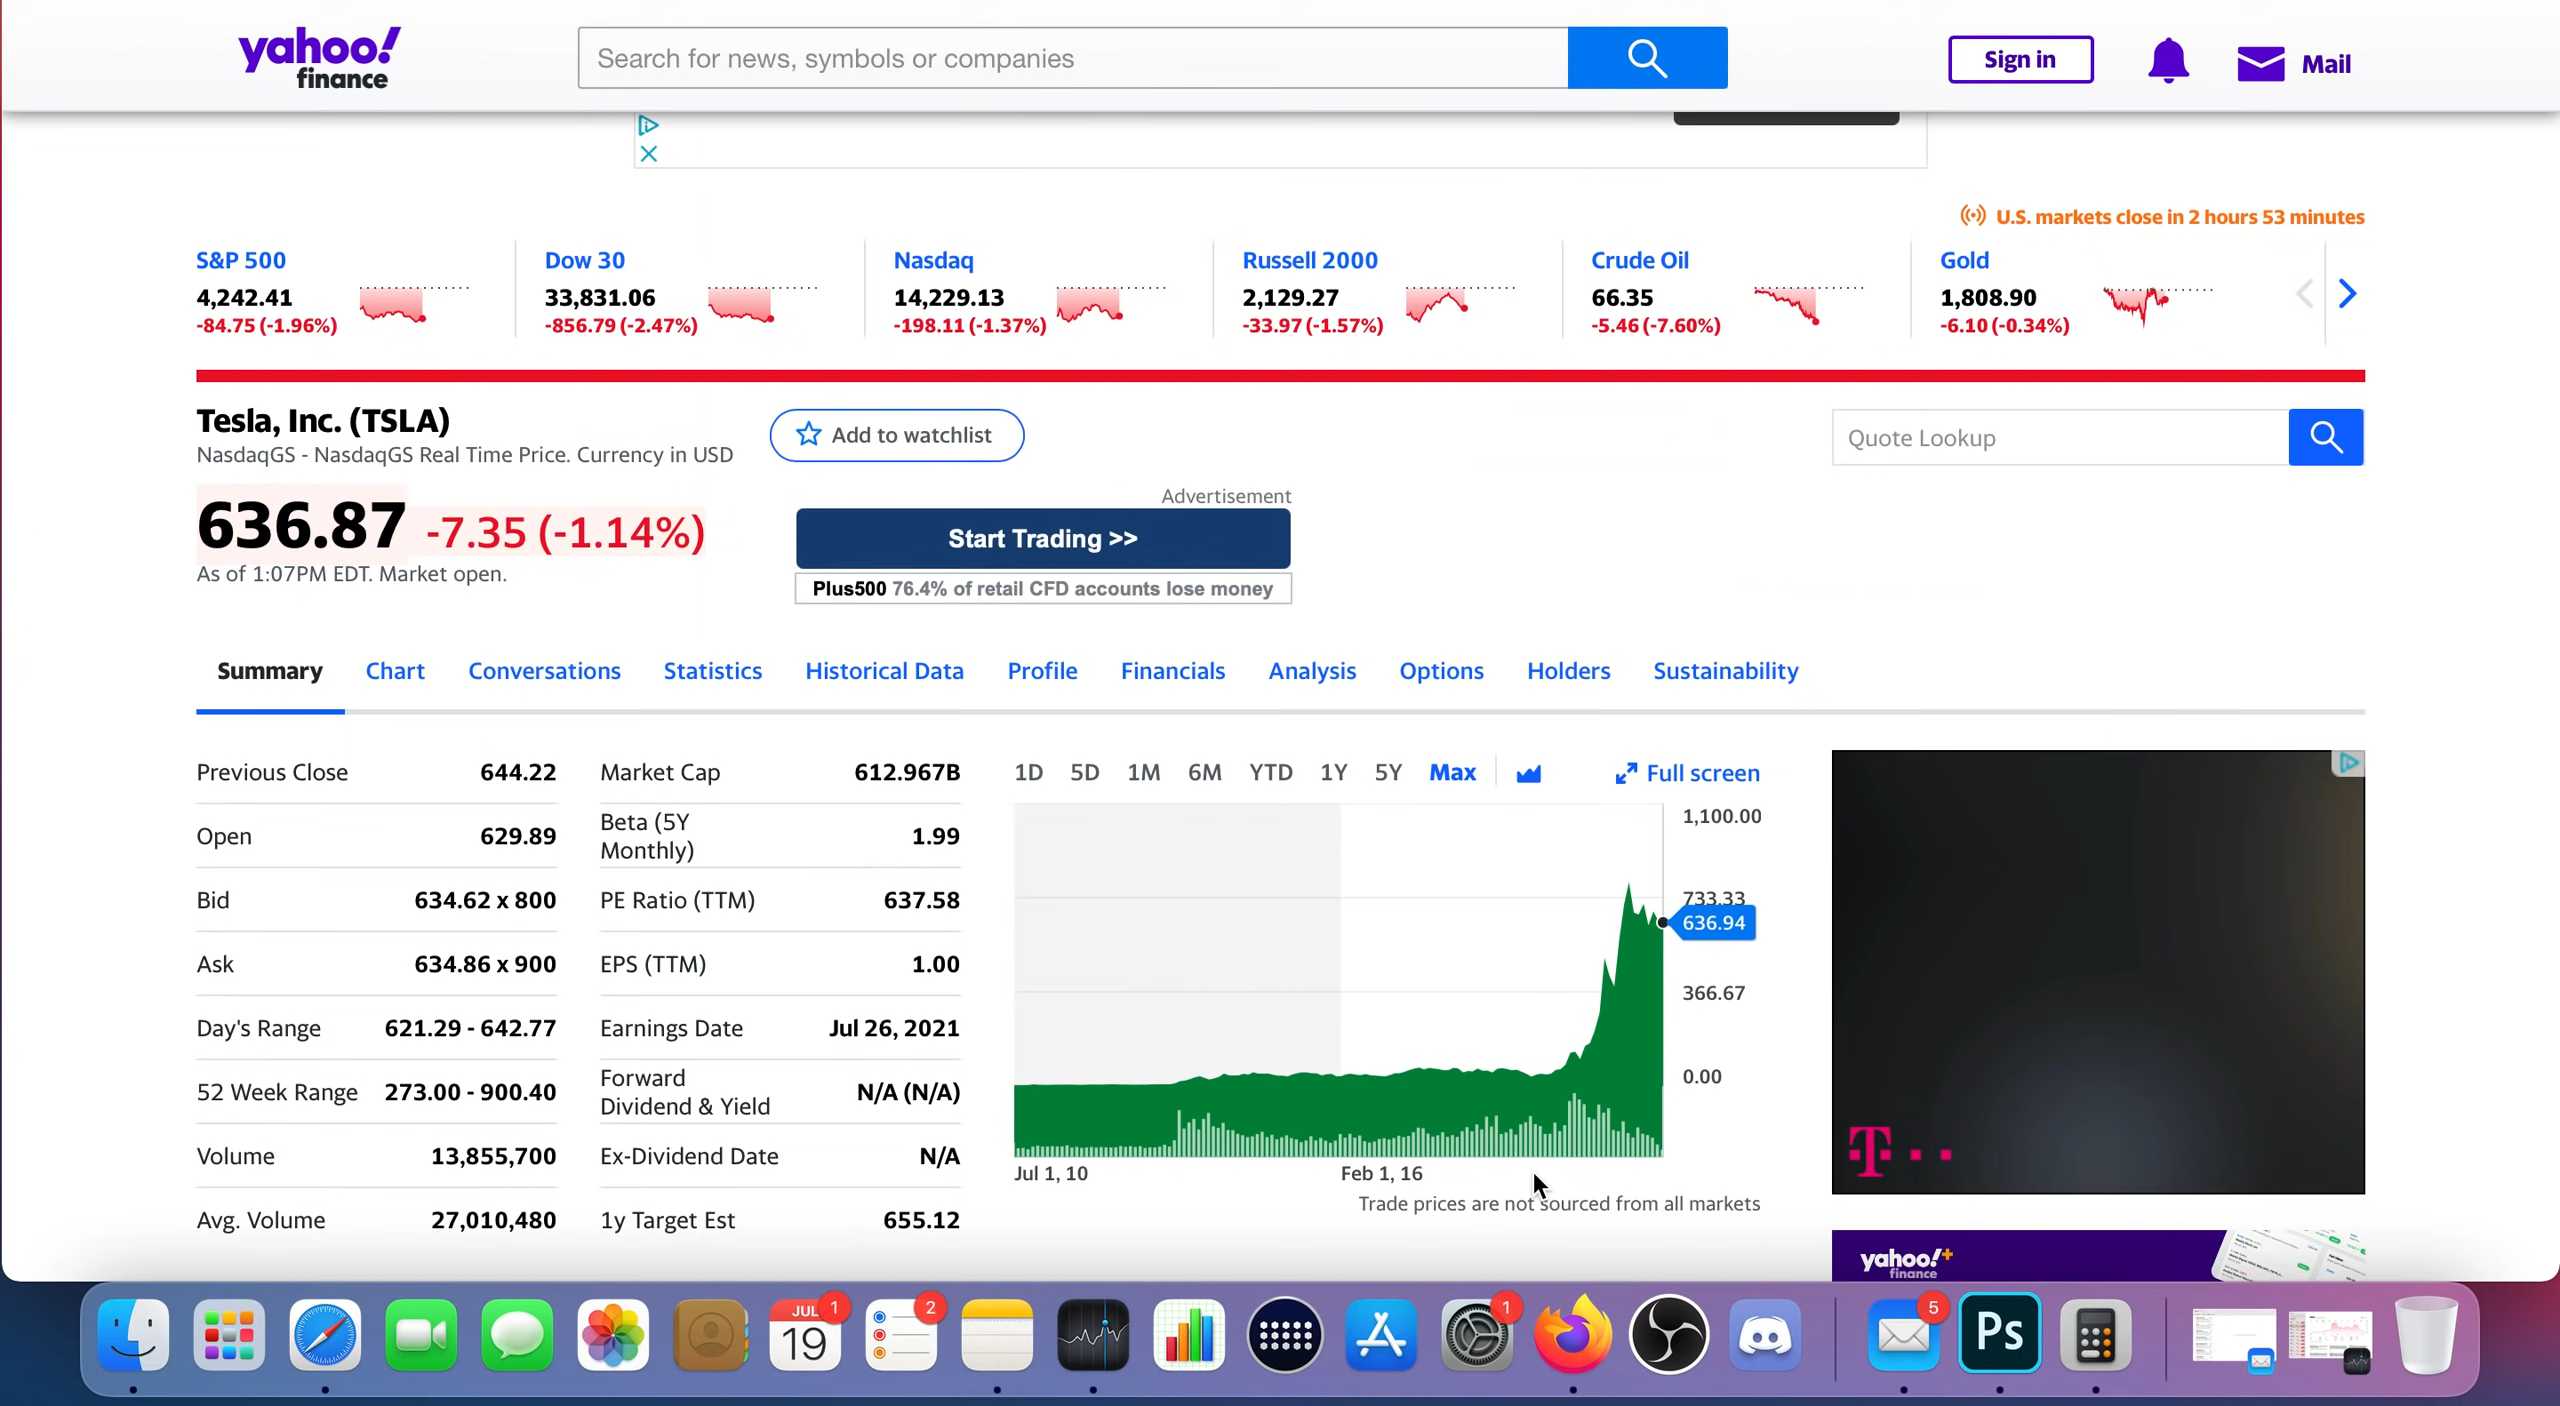 yahoo!
finance
Search for news, symbols or companies
Sign in
Mail
U.S. markets close in 2 hours 53 minutes
S&P 500
4,242.41
-84.75 (-1.96%)
Dow 30
33,831.06
-856.79 (-2.47%)
Nasdaq
14,229.13
-198.11 (-1.37%)
Russell 2000
2,129.27
-33.97 (-1.57%)
Crude Oil
66.35
-5.46 (-7.60%)
Gold
1,808.90
-6.10 (-0.34%)
Tesla, Inc. (TSLA)
NasdaqGS - NasdaqGS Real Time Price. Currency in USD
Add to watchlist
Quote Lookup
636.87 -7.35 (-1.14%)
As of 1:07PM EDT. Market open.
Advertisement
Start Trading >>
Plus500 76.4% of retail CFD accounts lose money
Summary Chart Conversations Statistics Historical Data Profile Financials Analysis Options Holders Sustainability
Previous Close 644.22
Open 629.89
Bid 634.62 x 800
Ask 634.86 x 900
Day's Range 621.29 - 642.77
52 Week Range 273.00 - 900.40
Volume 13,855,700
Avg. Volume 27,010,480
Market Cap 612.967B
Beta (5Y
Monthly) 1.99
PE Ratio (TTM) 637.58
EPS (TTM) 1.00
Earnings Date Jul 26, 2021
Forward
Dividend & Yield N/A (N/A)
Ex-Dividend Date N/A
1y Target Est 655.12
1D 5D 1M 6M YTD 1Y 5Y Max Full screen
1,100.00
733.33
636.94
366.67
0.00
Jul 1, 10 Feb 1, 16
Trade prices are not sourced from all markets
T
yahoo!+
finance
JUL 1
19
2
1
5
Ps